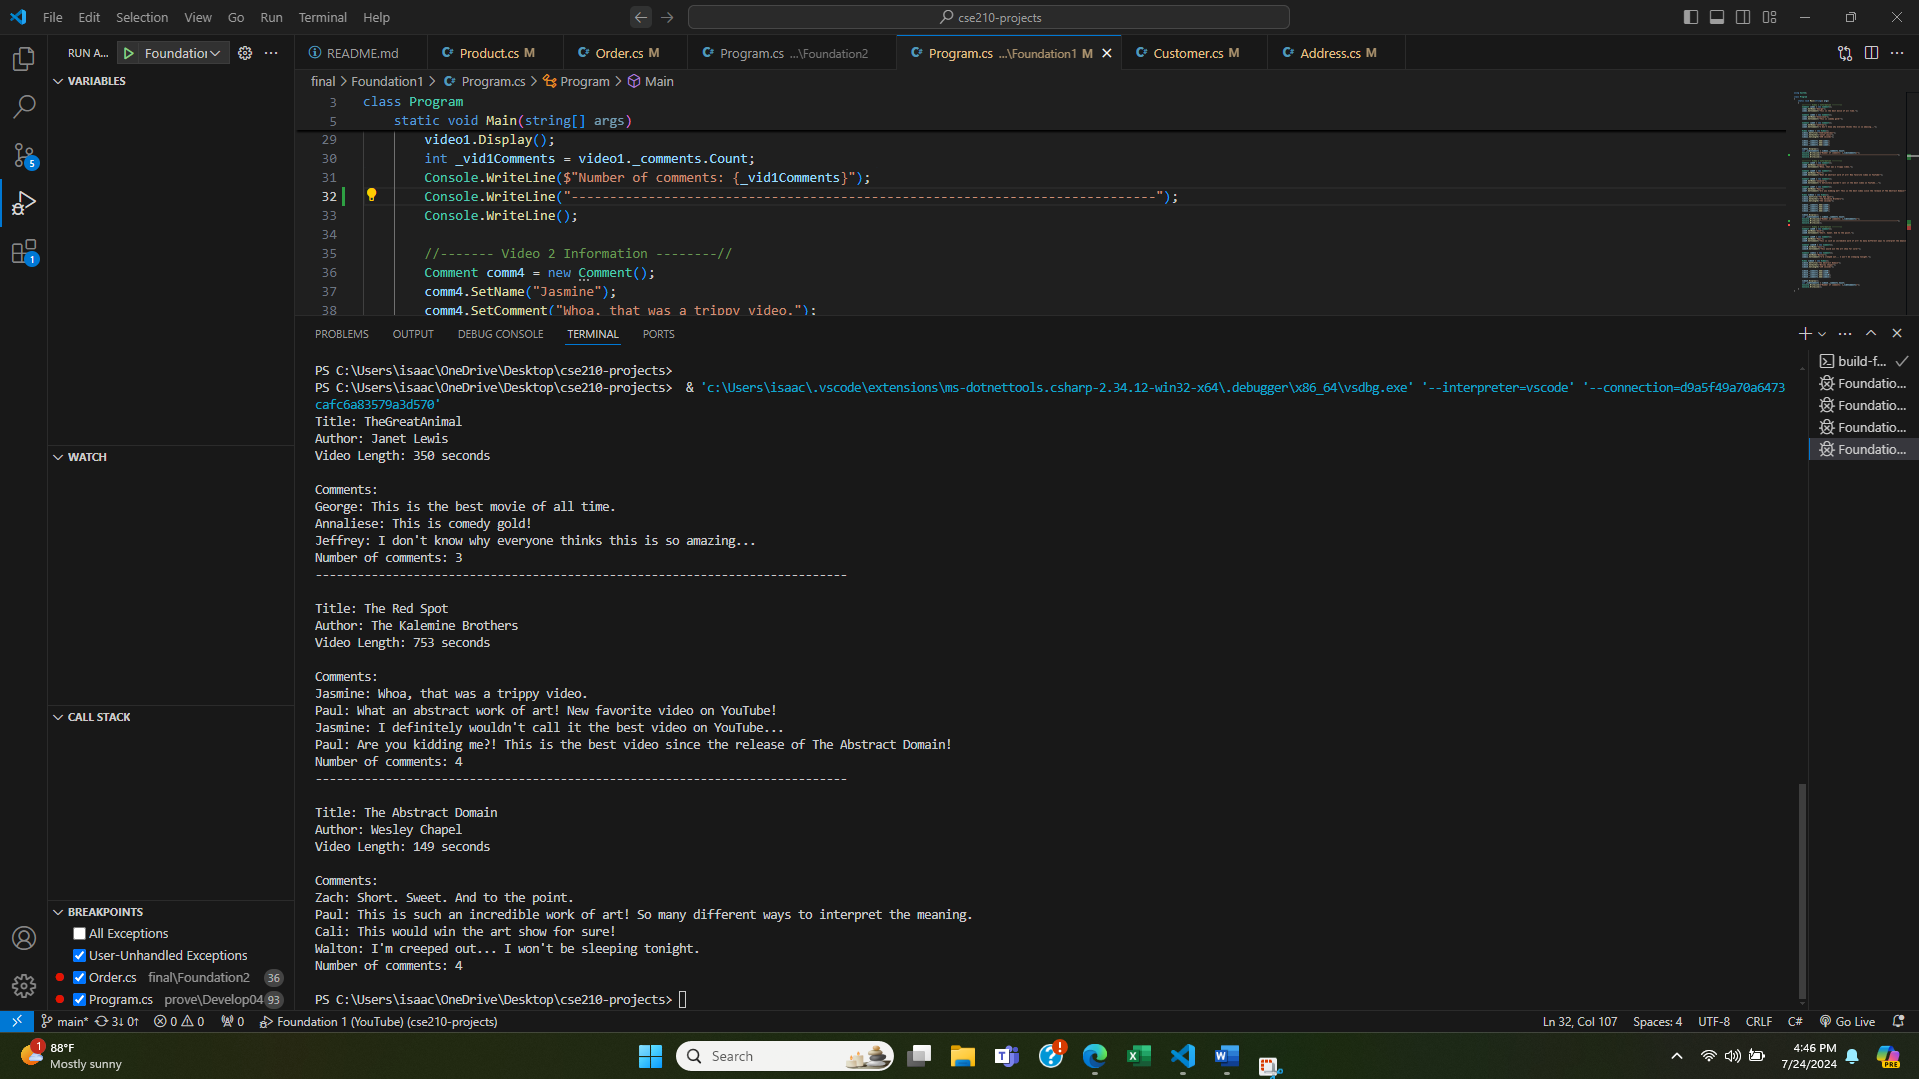 File Edit Selection View Go Run Terminal Help
cse210-projects
RUN A... Foundation
README.md
Product.cs M
Order.cs M
Program.cs ...\Foundation2
Program.cs ...\Foundation1 M
Customer.cs M
Address.cs M
VARIABLES
final > Foundation1 > Program.cs > Program > Main
3 class Program
5 static void Main(string[] args)
29 video1.Display();
30 int _vid1Comments = video1._comments.Count;
31 Console.WriteLine($"Number of comments: {_vid1Comments}");
32 Console.WriteLine("----------------------------------------------------------------------------");
33 Console.WriteLine();
34
35 //------- Video 2 Information --------//
36 Comment comm4 = new Comment();
37 comm4.SetName("Jasmine");
38 comm4.SetComment("Whoa, that was a trippy video.");
PROBLEMS OUTPUT DEBUG CONSOLE TERMINAL PORTS
PS C:\Users\isaac\OneDrive\Desktop\cse210-projects>
PS C:\Users\isaac\OneDrive\Desktop\cse210-projects> & 'c:\Users\isaac\.vscode\extensions\ms-dotnettools.csharp-2.34.12-win32-x64\.debugger\x86_64\vsdbg.exe' '--interpreter=vscode' '--connection=d9a5f49a70a6473
cafc6a83579a3d570'
Title: TheGreatAnimal
Author: Janet Lewis
Video Length: 350 seconds
Comments:
George: This is the best movie of all time.
Annaliese: This is comedy gold!
Jeffrey: I don't know why everyone thinks this is so amazing...
Number of comments: 3
----------------------------------------------------------------------------
Title: The Red Spot
Author: The Kalemine Brothers
Video Length: 753 seconds
Comments:
Jasmine: Whoa, that was a trippy video.
Paul: What an abstract work of art! New favorite video on YouTube!
Jasmine: I definitely wouldn't call it the best video on YouTube...
Paul: Are you kidding me?! This is the best video since the release of The Abstract Domain!
Number of comments: 4
----------------------------------------------------------------------------
Title: The Abstract Domain
Author: Wesley Chapel
Video Length: 149 seconds
Comments:
Zach: Short. Sweet. And to the point.
Paul: This is such an incredible work of art! So many different ways to interpret the meaning.
Cali: This would win the art show for sure!
Walton: I'm creeped out... I won't be sleeping tonight.
Number of comments: 4
PS C:\Users\isaac\OneDrive\Desktop\cse210-projects>
build-f...
Foundatio...
Foundatio...
Foundatio...
Foundatio...
5
1
WATCH
CALL STACK
BREAKPOINTS
All Exceptions
User-Unhandled Exceptions
Order.cs final\Foundation2 36
Program.cs prove\Develop04 93
main* 3↓ 0↑ 0 0 0 Foundation 1 (YouTube) (cse210-projects)
Ln 32, Col 107 Spaces: 4 UTF-8 CRLF C# Go Live
1
88°F
Mostly sunny
Search
4:46 PM
7/24/2024
PRE